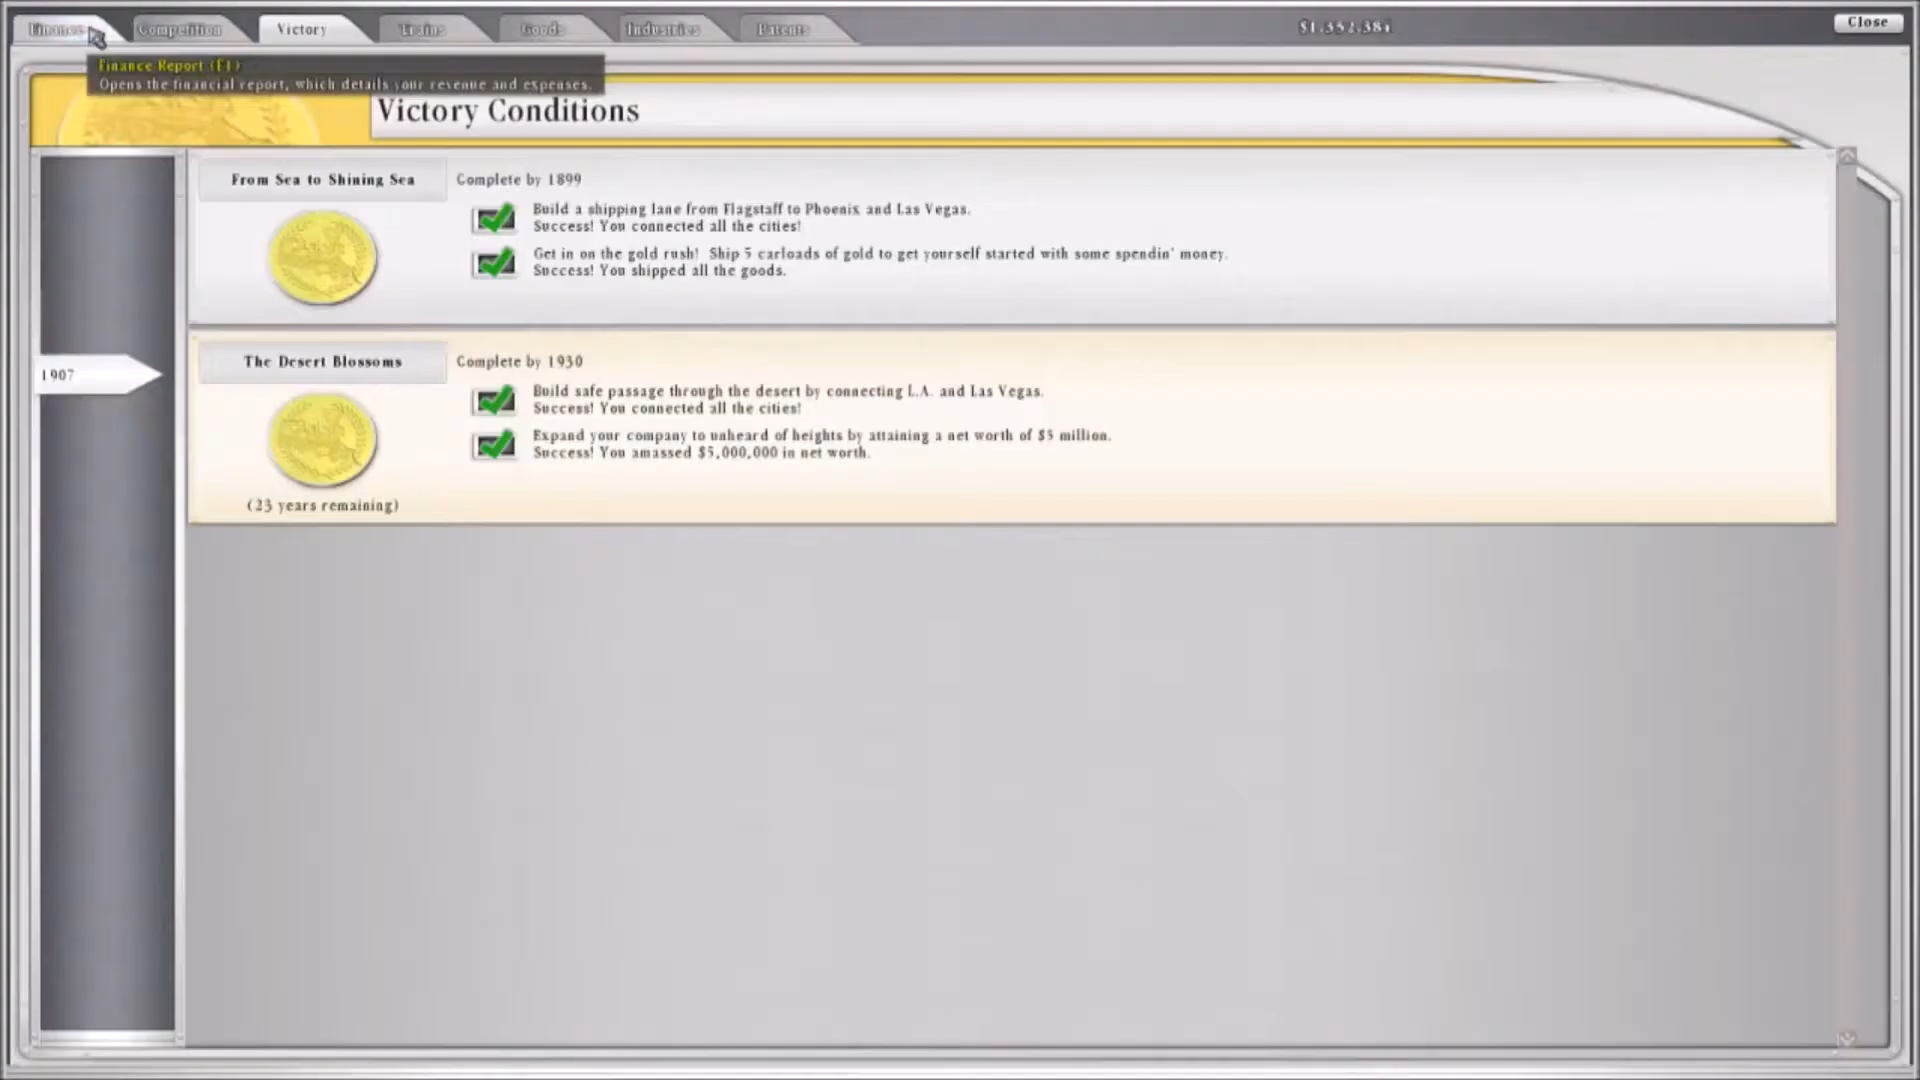 Finance Competition Victory Trains Goods Industries Patents $1,352,381 Close
Finance Report (F1)
Opens the financial report, which details your revenue and expenses.
Victory Conditions
From Sea to Shining Sea
Complete by 1899
Build a shipping lane from Flagstaff to Phoenix and Las Vegas.
Success! You connected all the cities!
Get in on the gold rush! Ship 5 carloads of gold to get yourself started with some spendin' money.
Success! You shipped all the goods.
1907
The Desert Blossoms
Complete by 1930
Build safe passage through the desert by connecting L.A. and Las Vegas.
Success! You connected all the cities!
Expand your company to unheard of heights by attaining a net worth of $5 million.
Success! You amassed $5,000,000 in net worth.
(23 years remaining)